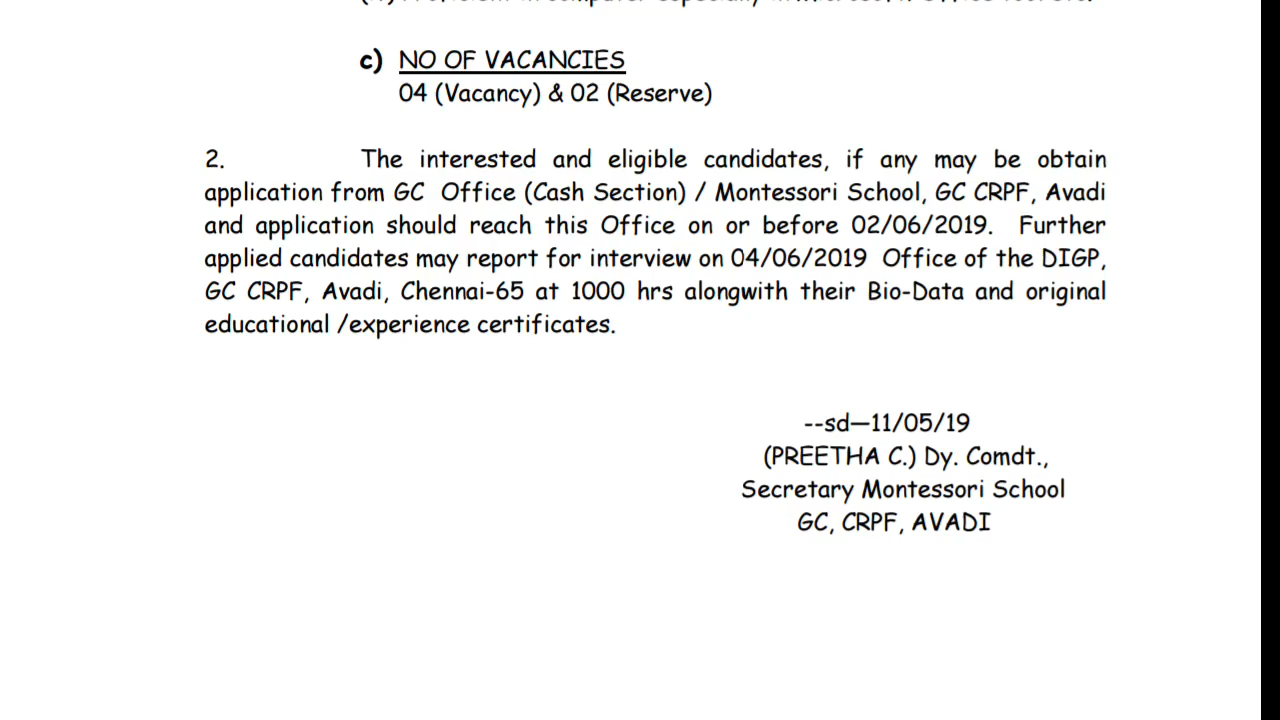 c) NO OF VACANCIES
04 (Vacancy) & 02 (Reserve)
2. The interested and eligible candidates, if any may be obtain
application from GC Office (Cash Section) / Montessori School, GC CRPF, Avadi
and application should reach this Office on or before 02/06/2019. Further
applied candidates may report for interview on 04/06/2019 Office of the DIGP,
GC CRPF, Avadi, Chennai-65 at 1000 hrs alongwith their Bio-Data and original
educational /experience certificates.
--sd—11/05/19
(PREETHA C.) Dy. Comdt.,
Secretary Montessori School
GC, CRPF, AVADI